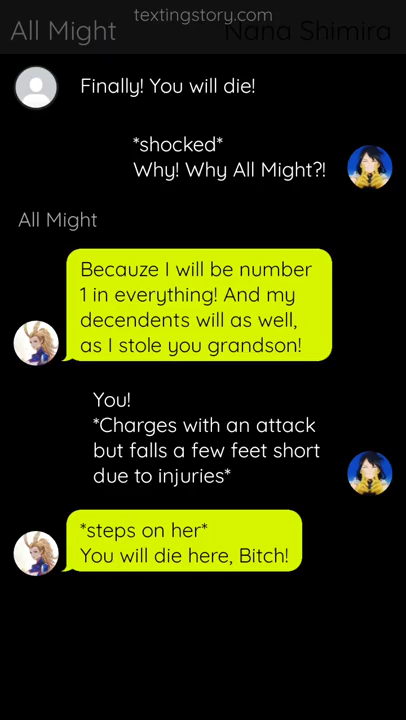 textingstory.com
All Might
Nana Shimira
Finally! You will die!
*shocked*
Why! Why All Might?!
All Might
Becauze I will be number
1 in everything! And my
decendents will as well,
as I stole you grandson!
You!
*Charges with an attack
but falls a few feet short
due to injuries*
*steps on her*
You will die here, Bitch!